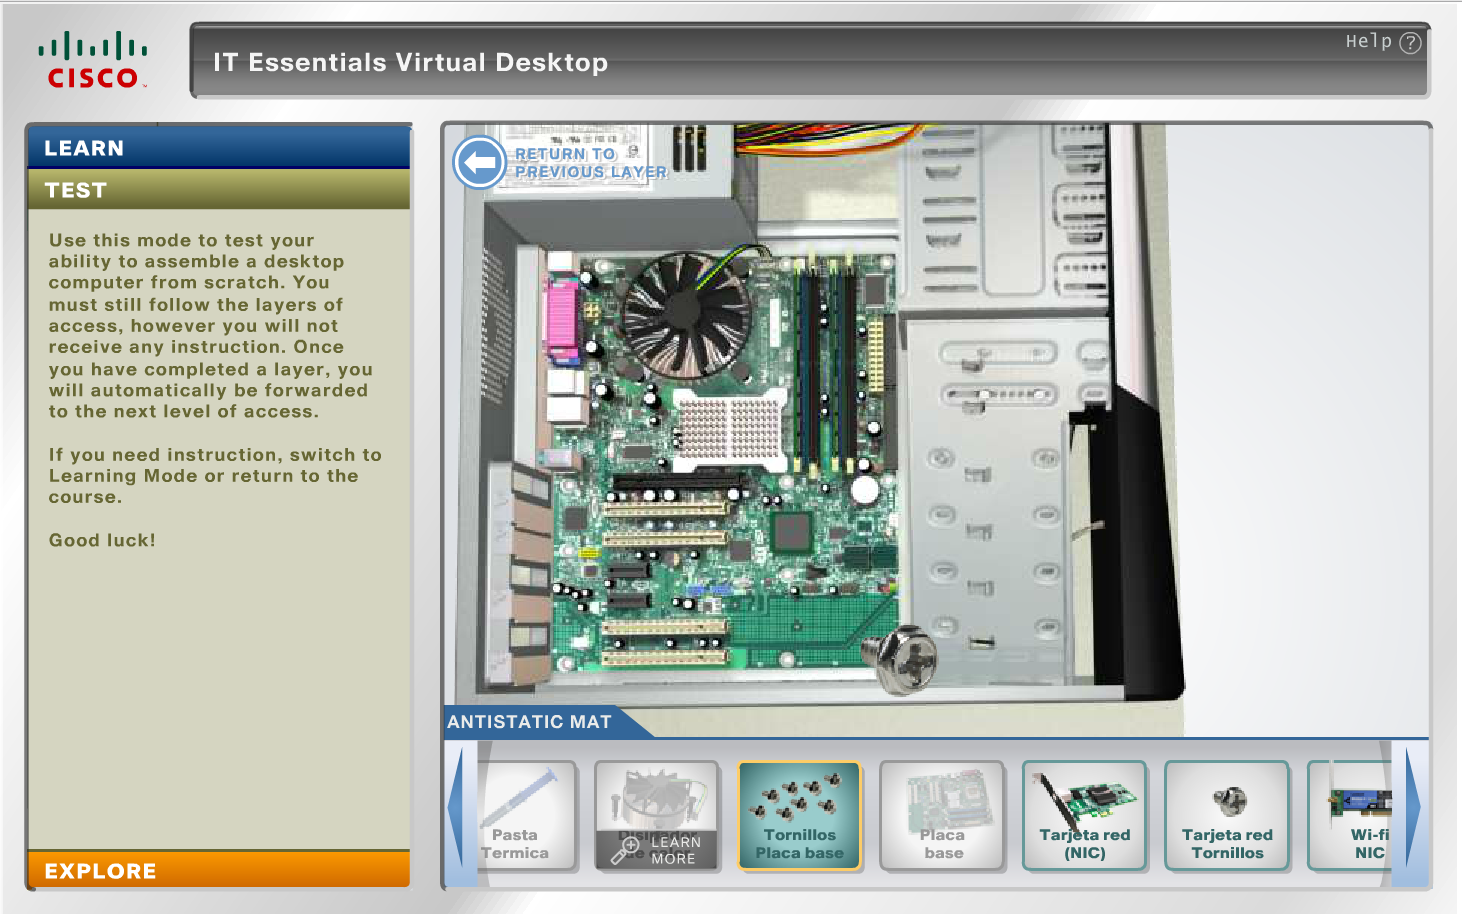 CISCO
IT Essentials Virtual Desktop
Help ?
LEARN
TEST
Use this mode to test your
ability to assemble a desktop
computer from scratch. You
must still follow the layers of
access, however you will not
receive any instruction. Once
you have completed a layer, you
will automatically be forwarded
to the next level of access.
If you need instruction, switch to
Learning Mode or return to the
course.
Good luck!
EXPLORE
RETURN TO
PREVIOUS LAYER
ANTISTATIC MAT
Pasta
Termica
Disipador
de calor
LEARN
MORE
Tornillos
Placa base
Placa
base
Tarjeta red
(NIC)
Tarjeta red
Tornillos
Wi-fi
NIC